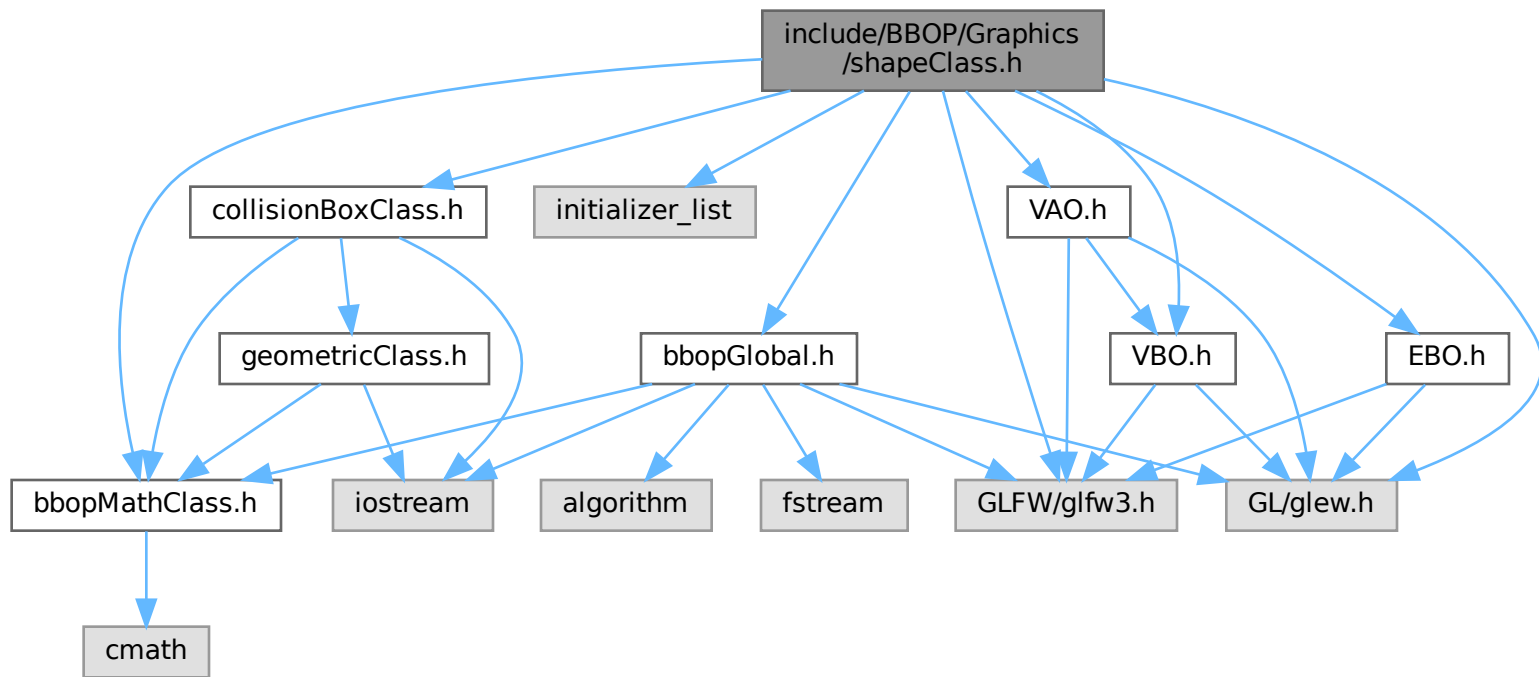 include/BBOP/Graphics
/shapeClass.h
collisionBoxClass.h
initializer_list
VAO.h
geometricClass.h
bbopGlobal.h
VBO.h
EBO.h
bbopMathClass.h
iostream
algorithm
fstream
GLFW/glfw3.h
GL/glew.h
cmath